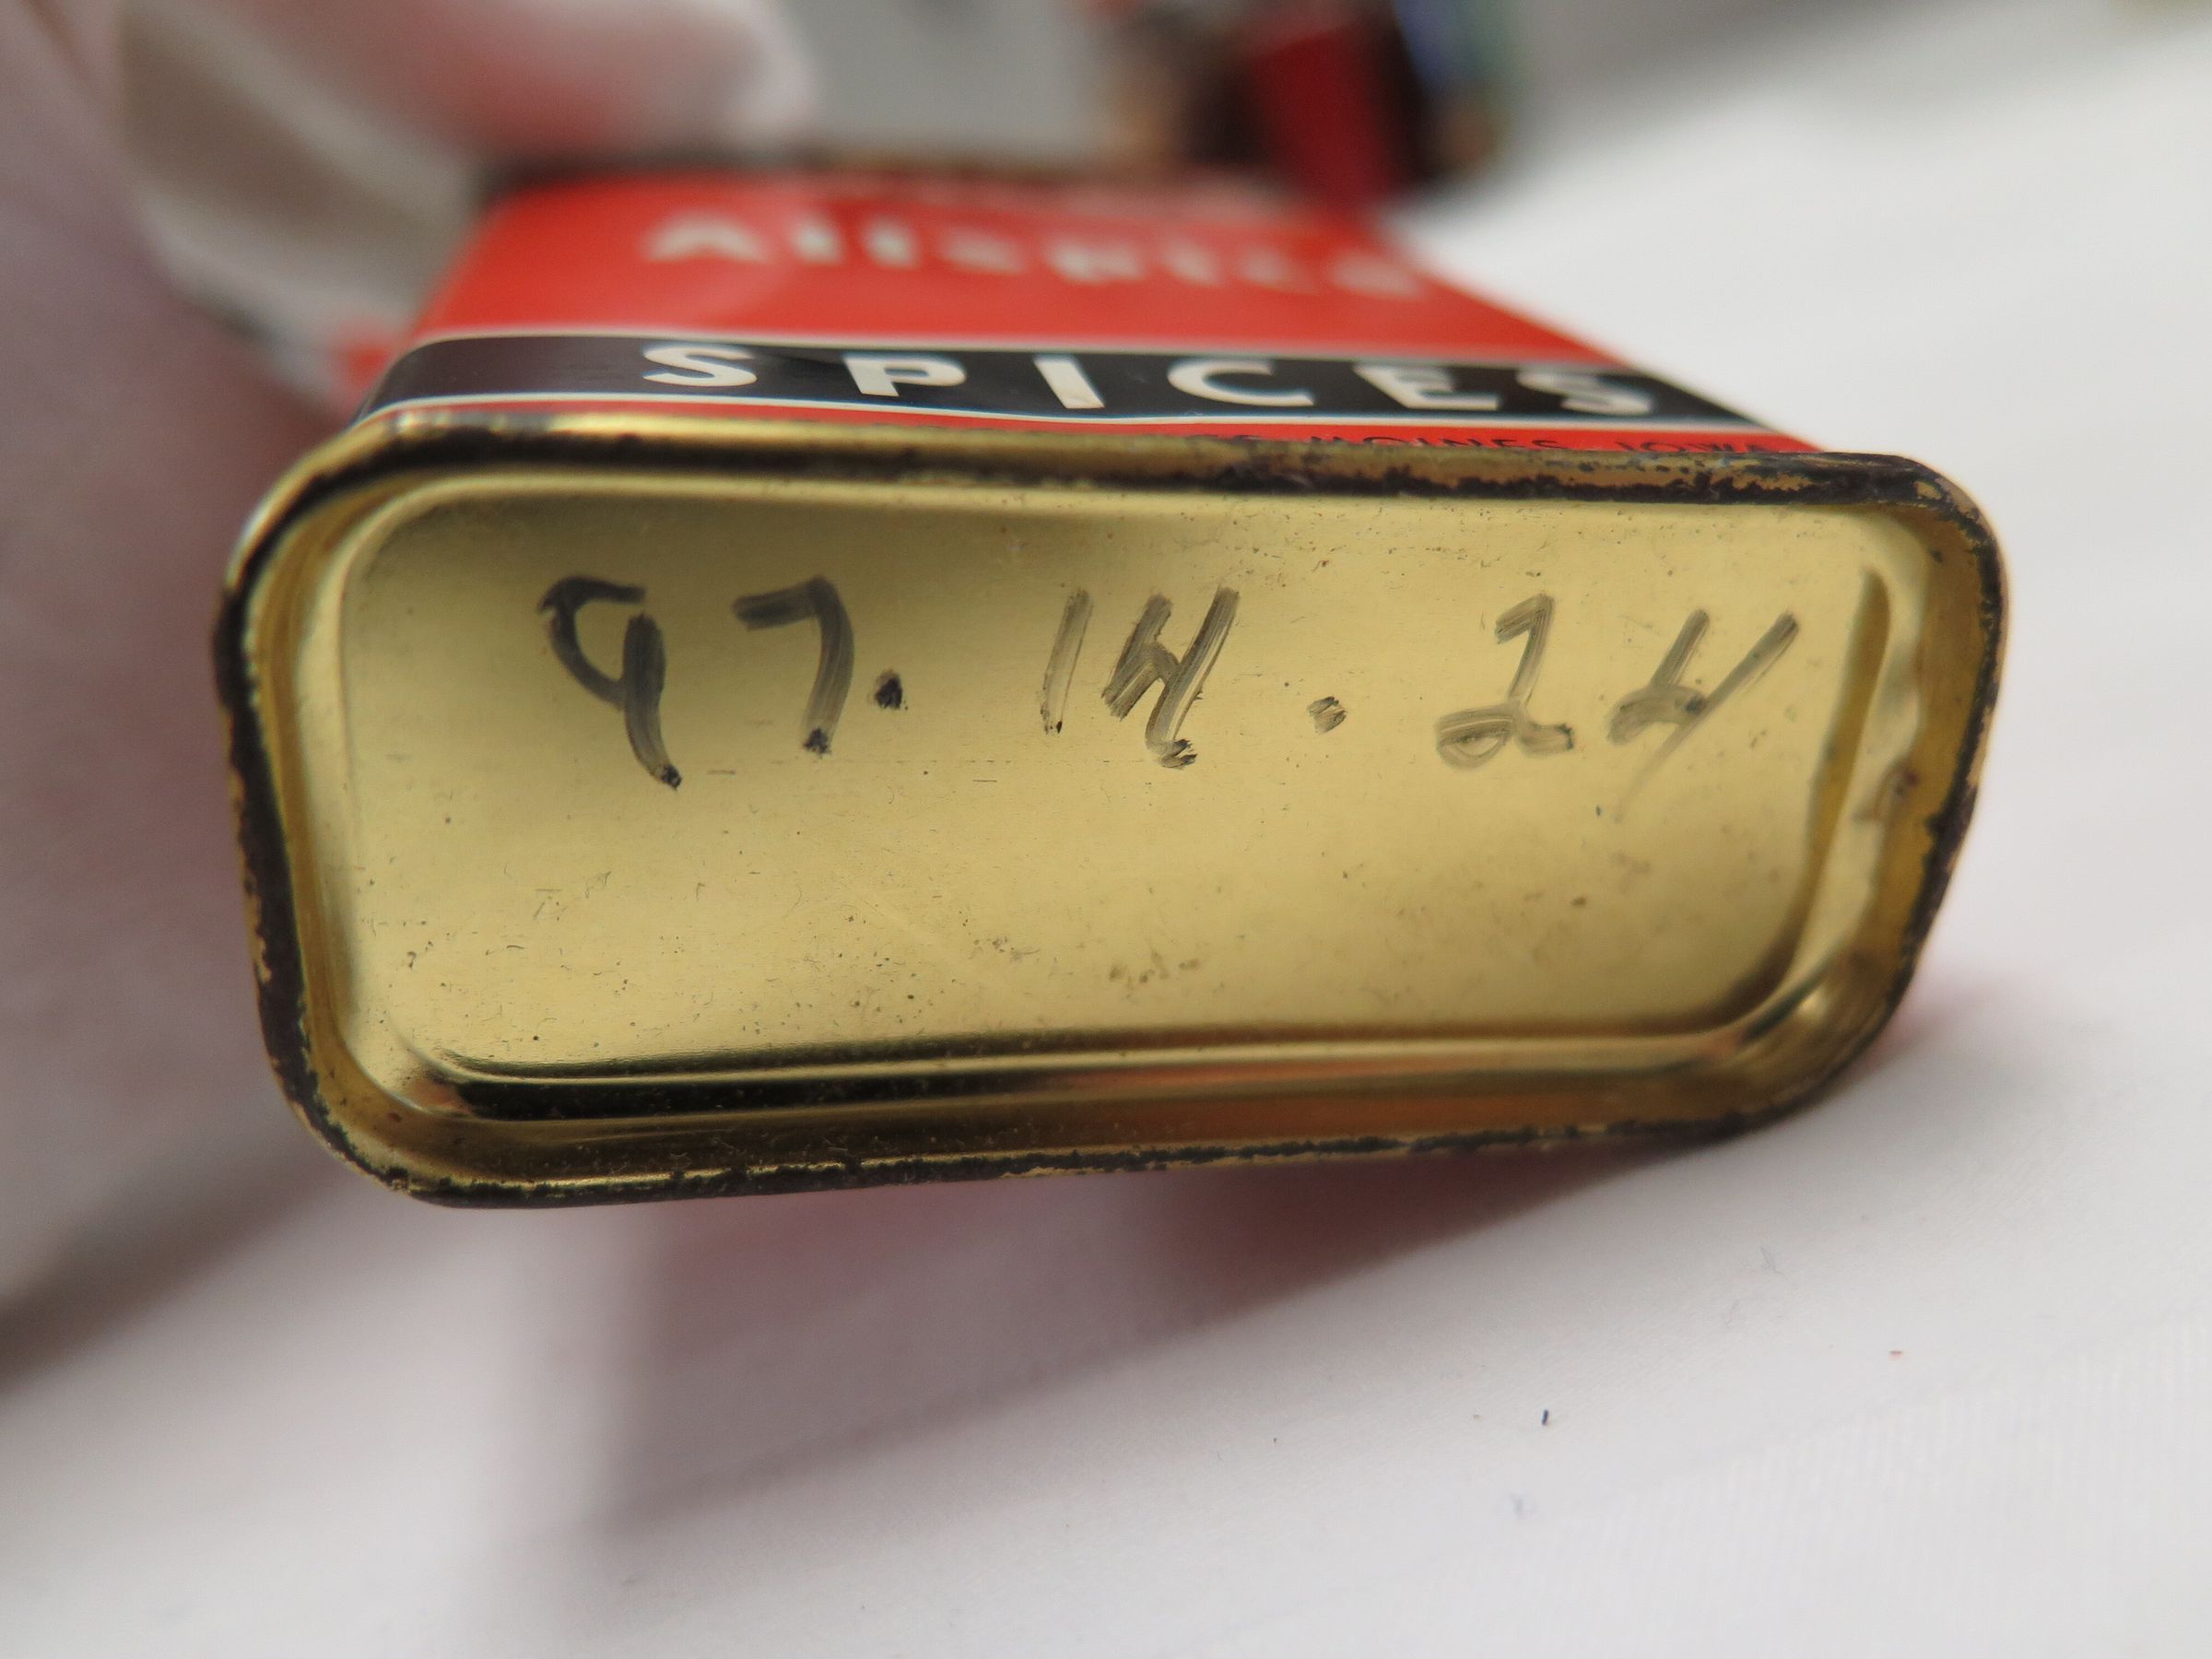 Allspice
SPICES
MOINES, IOWA
97.14.24